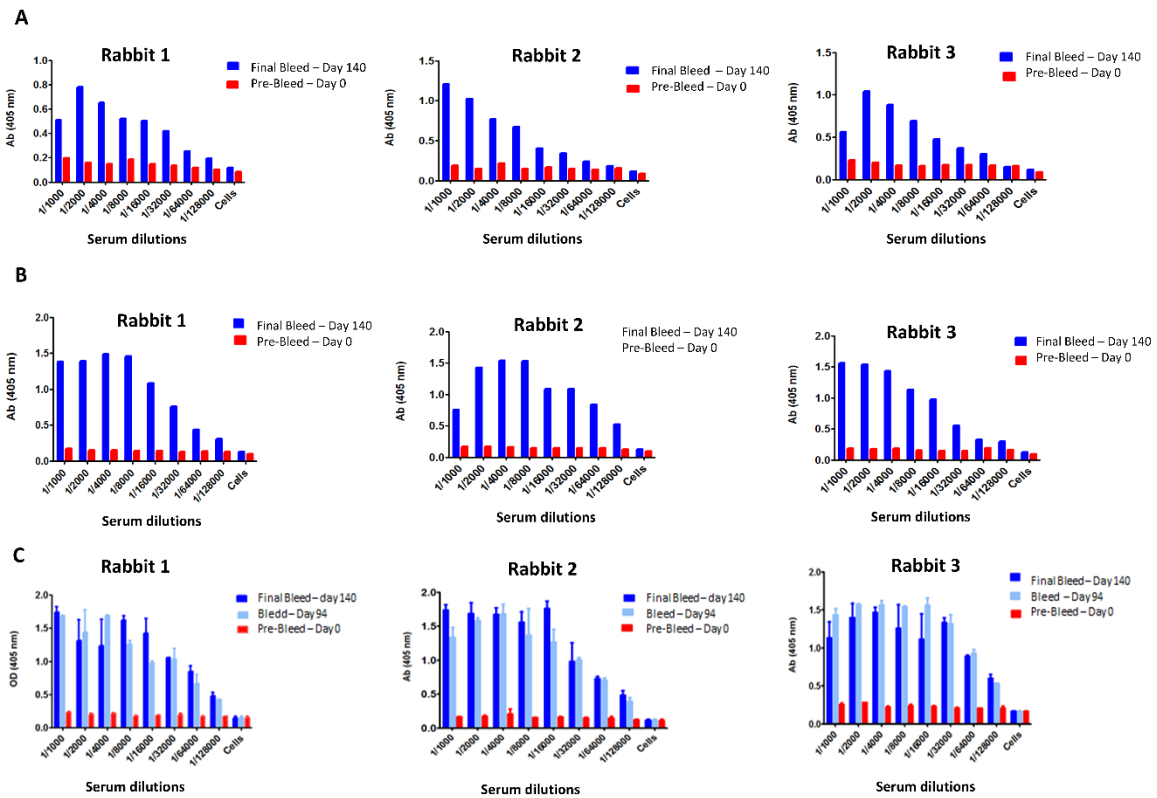 A
Rabbit 1
Final Bleed – Day 140
Pre-Bleed – Day 0
Ab (405 nm)
1.0
0.8
0.6
0.4
0.2
0.0
1/1000
1/2000
1/4000
1/8000
1/16000
1/32000
1/64000
1/128000
Cells
Serum dilutions
Rabbit 2
Final Bleed – Day 140
Pre-Bleed – Day 0
Ab (405 nm)
1.5
1.0
0.5
0.0
1/1000
1/2000
1/4000
1/8000
1/16000
1/32000
1/64000
1/128000
Cells
Serum dilutions
Rabbit 3
Final Bleed – Day 140
Pre-Bleed – Day 0
Ab (405 nm)
1.5
1.0
0.5
0.0
1/1000
1/2000
1/4000
1/8000
1/16000
1/32000
1/64000
1/128000
Cells
Serum dilutions
B
Rabbit 1
Final Bleed – Day 140
Pre-Bleed – Day 0
Ab (405 nm)
2.0
1.5
1.0
0.5
0.0
1/1000
1/2000
1/4000
1/8000
1/16000
1/32000
1/64000
1/128000
Cells
Serum dilutions
Rabbit 2
Final Bleed – Day 140
Pre-Bleed – Day 0
Ab (405 nm)
2.0
1.5
1.0
0.5
0.0
1/1000
1/2000
1/4000
1/8000
1/16000
1/32000
1/64000
1/128000
Cells
Serum dilutions
Rabbit 3
Final Bleed – Day 140
Pre-Bleed – Day 0
Ab (405 nm)
2.0
1.5
1.0
0.5
0.0
1/1000
1/2000
1/4000
1/8000
1/16000
1/32000
1/64000
1/128000
Cells
Serum dilutions
C
Rabbit 1
Final Bleed – day 140
Bledd – Day 94
Pre-Bleed – Day 0
OD (405 nm)
2.0
1.5
1.0
0.5
0.0
1/1000
1/2000
1/4000
1/8000
1/16000
1/32000
1/64000
1/128000
Cells
Serum dilutions
Rabbit 2
Final Bleed – day 140
Bleed – Day 94
Pre-Bleed – Day 0
Ab (405 nm)
2.0
1.5
1.0
0.5
0.0
1/1000
1/2000
1/4000
1/8000
1/16000
1/32000
1/64000
1/128000
Cells
Serum dilutions
Rabbit 3
Final Bleed – Day 140
Bleed – Day 94
Pre-Bleed – Day 0
Ab (405 nm)
2.0
1.5
1.0
0.5
0.0
1/1000
1/2000
1/4000
1/8000
1/16000
1/32000
1/64000
1/128000
Cells
Serum dilutions